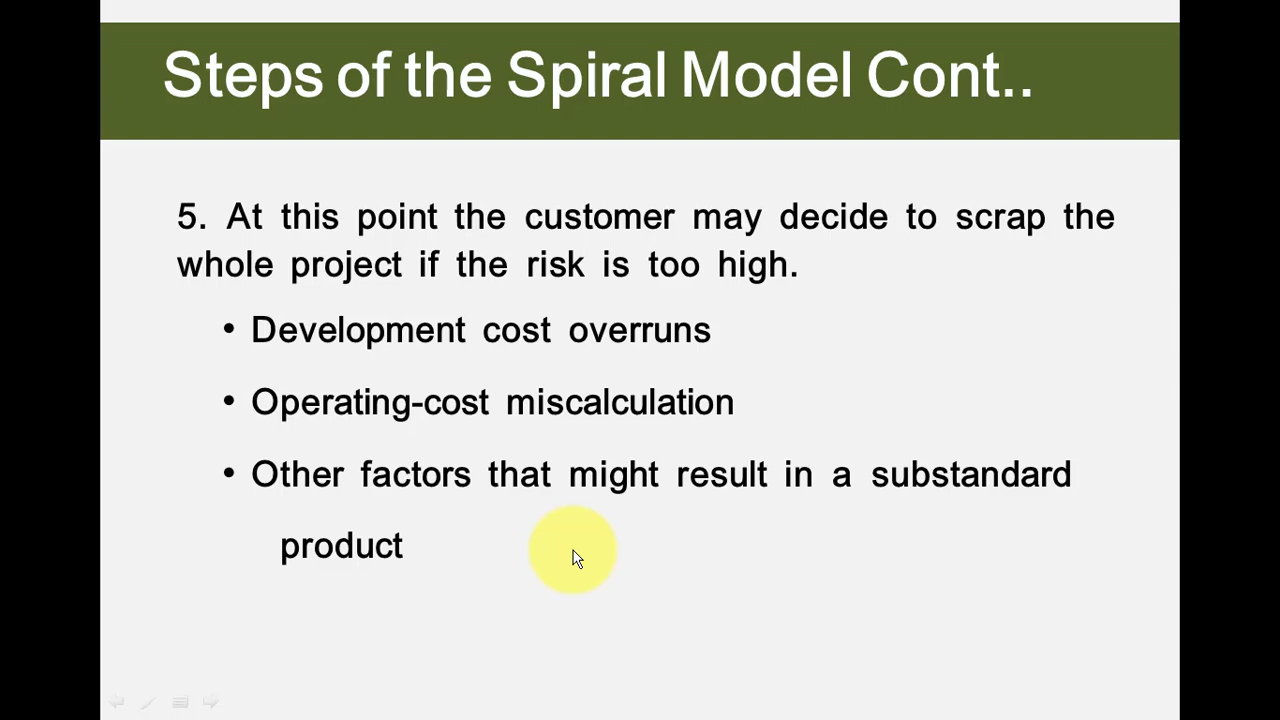 Steps of the Spiral Model Cont..
5. At this point the customer may decide to scrap the
whole project if the risk is too high.
• Development cost overruns
• Operating-cost miscalculation
• Other factors that might result in a substandard
product